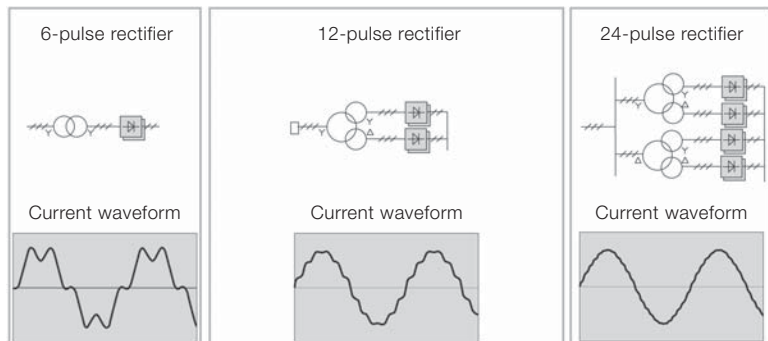 6-pulse rectifier
12-pulse rectifier
24-pulse rectifier
Current waveform
Current waveform
Current waveform